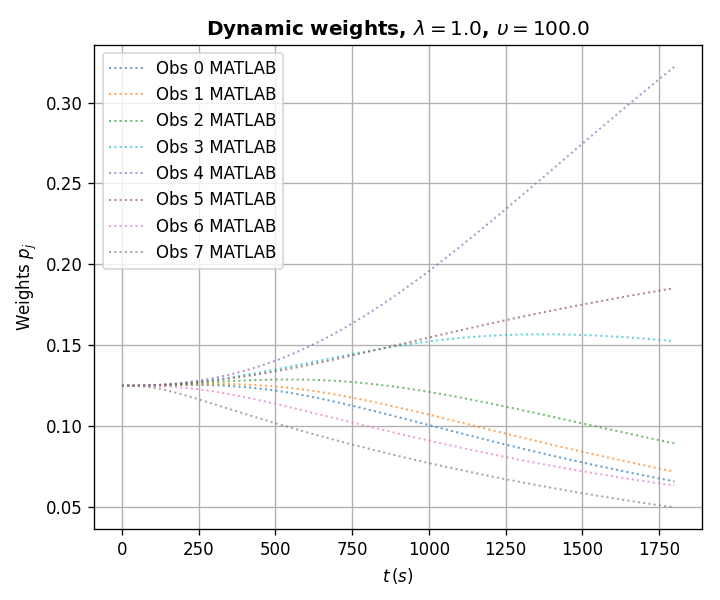 Dynamic weights, λ = 1.0, υ = 100.0
Weights p_j
0.30
0.25
0.20
0.15
0.10
0.05
Obs 0 MATLAB
Obs 1 MATLAB
Obs 2 MATLAB
Obs 3 MATLAB
Obs 4 MATLAB
Obs 5 MATLAB
Obs 6 MATLAB
Obs 7 MATLAB
0 250 500 750 1000 1250 1500 1750
t (s)